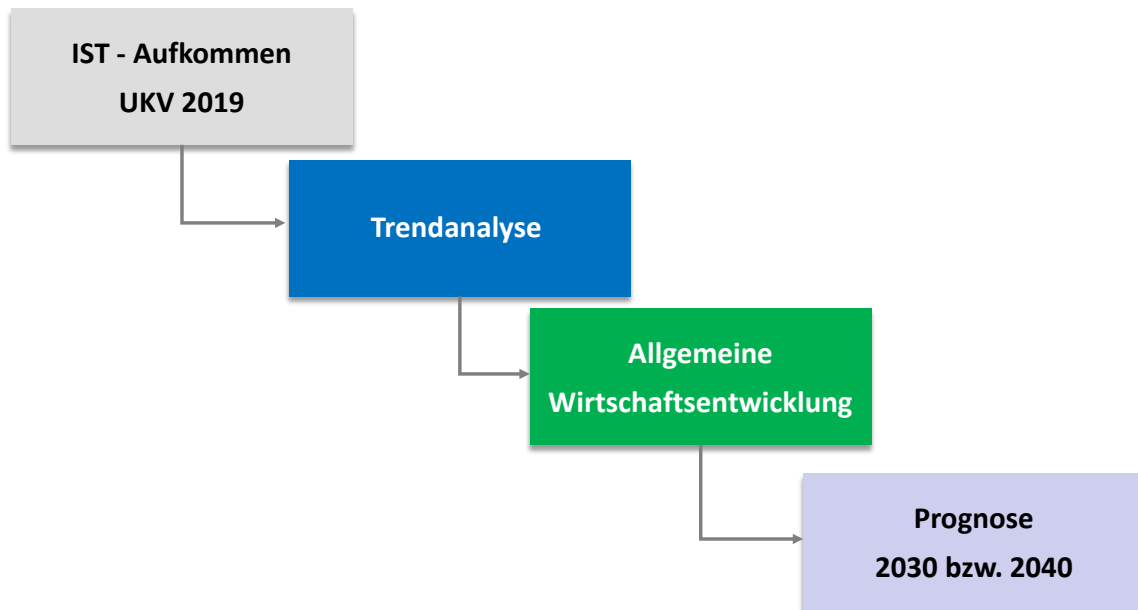 IST - Aufkommen
UKV 2019
Trendanalyse
Allgemeine
Wirtschaftsentwicklung
Prognose
2030 bzw. 2040